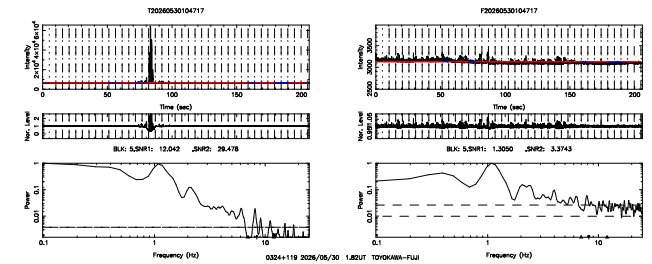 T20260530104717
F20260530104717
Intensity
0 2×10⁴ 4×10⁴ 6×10⁴ 8×10⁴
0 50 100 150 200
Time (sec)
Intensity
3000 3500
0 50 100 150 200
Time (sec)
Nor. Level
0 1 2
Nor. Level
0.95 1 1.05
BLK: 5,SNR1: 12.042 ,SNR2: 29.478
BLK: 5,SNR1: 1.3050 ,SNR2: 3.3743
Power
1
0.1
0.01
0.1 1 10
Frequency (Hz)
Power
1
0.1
0.01
0.1 1 10
Frequency (Hz)
0324+119 2026/05/30 1.82UT TOYOKAWA-FUJI